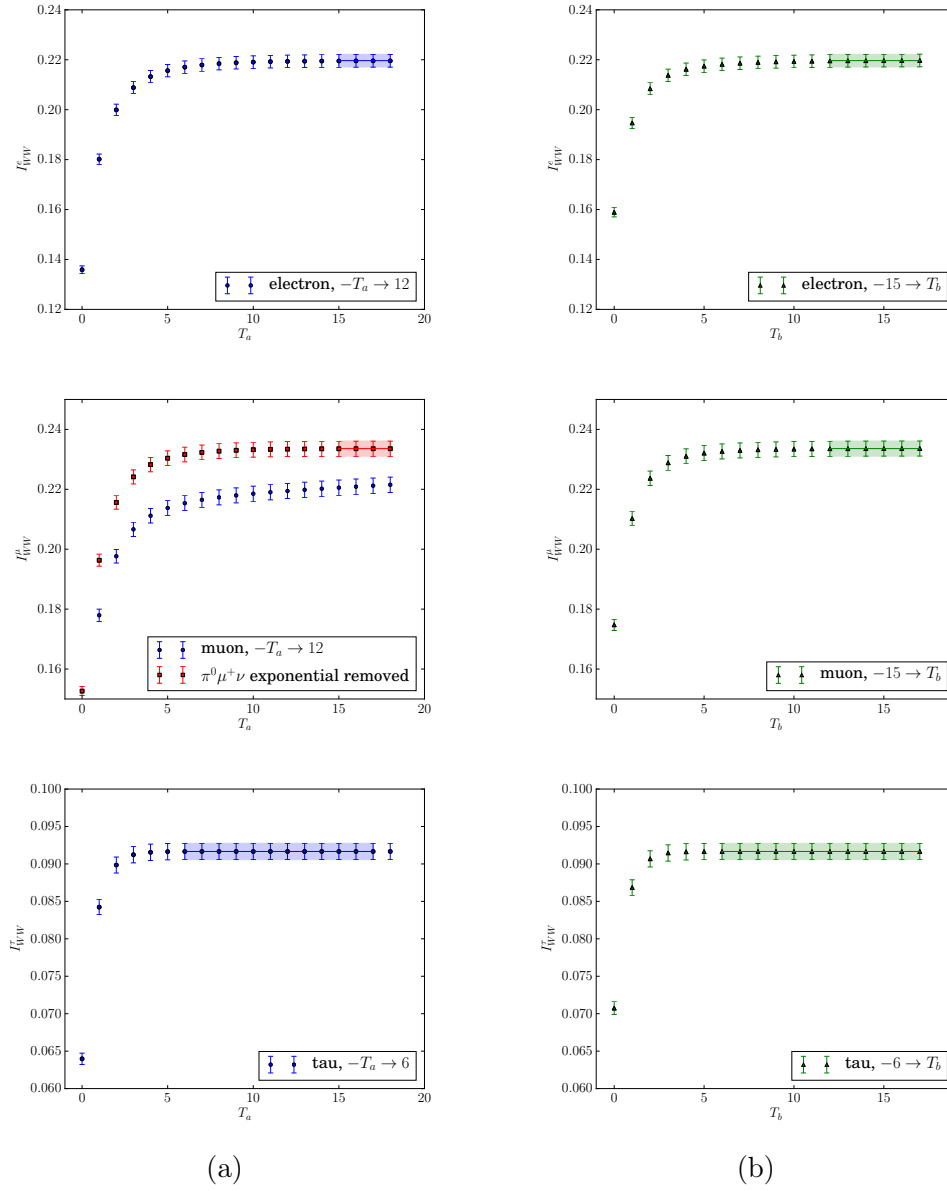 0.24
0.22
0.20
0.18
0.16
0.14
0.12
I^e_{WW}
electron, −T_a → 12
0 5 10 15 20
T_a
0.24
0.22
0.20
0.18
0.16
0.14
0.12
I^e_{WW}
electron, −15 → T_b
0 5 10 15
T_b
0.24
0.22
0.20
0.18
0.16
I^μ_{WW}
muon, −T_a → 12
π^0 μ^+ ν exponential removed
0 5 10 15 20
T_a
0.24
0.22
0.20
0.18
0.16
I^μ_{WW}
muon, −15 → T_b
0 5 10 15
T_b
0.100
0.095
0.090
0.085
0.080
0.075
0.070
0.065
0.060
I^τ_{WW}
tau, −T_a → 6
0 5 10 15 20
T_a
0.100
0.095
0.090
0.085
0.080
0.075
0.070
0.065
0.060
I^τ_{WW}
tau, −6 → T_b
0 5 10 15
T_b
(a)
(b)